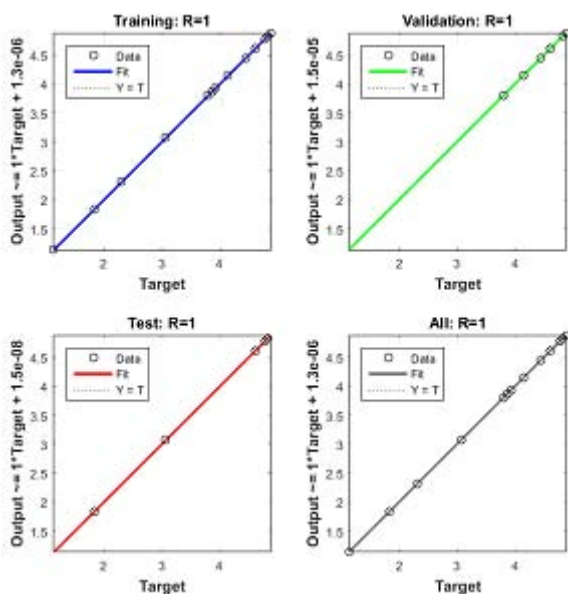 Training: R=1
Output ~= 1*Target + 1.3e-06
4.5
4
3.5
3
2.5
2
1.5
Data
Fit
Y = T
2
4
Target
Validation: R=1
Output ~= 1*Target + 1.5e-05
4.5
4
3.5
3
2.5
2
1.5
Data
Fit
Y = T
2
3
4
Target
Test: R=1
Output ~= 1*Target + 1.5e-08
4.5
4
3.5
3
2.5
2
1.5
Data
Fit
Y = T
2
3
4
Target
All: R=1
Output ~= 1*Target + 1.3e-06
4.5
4
3.5
3
2.5
2
1.5
Data
Fit
Y = T
2
3
4
Target